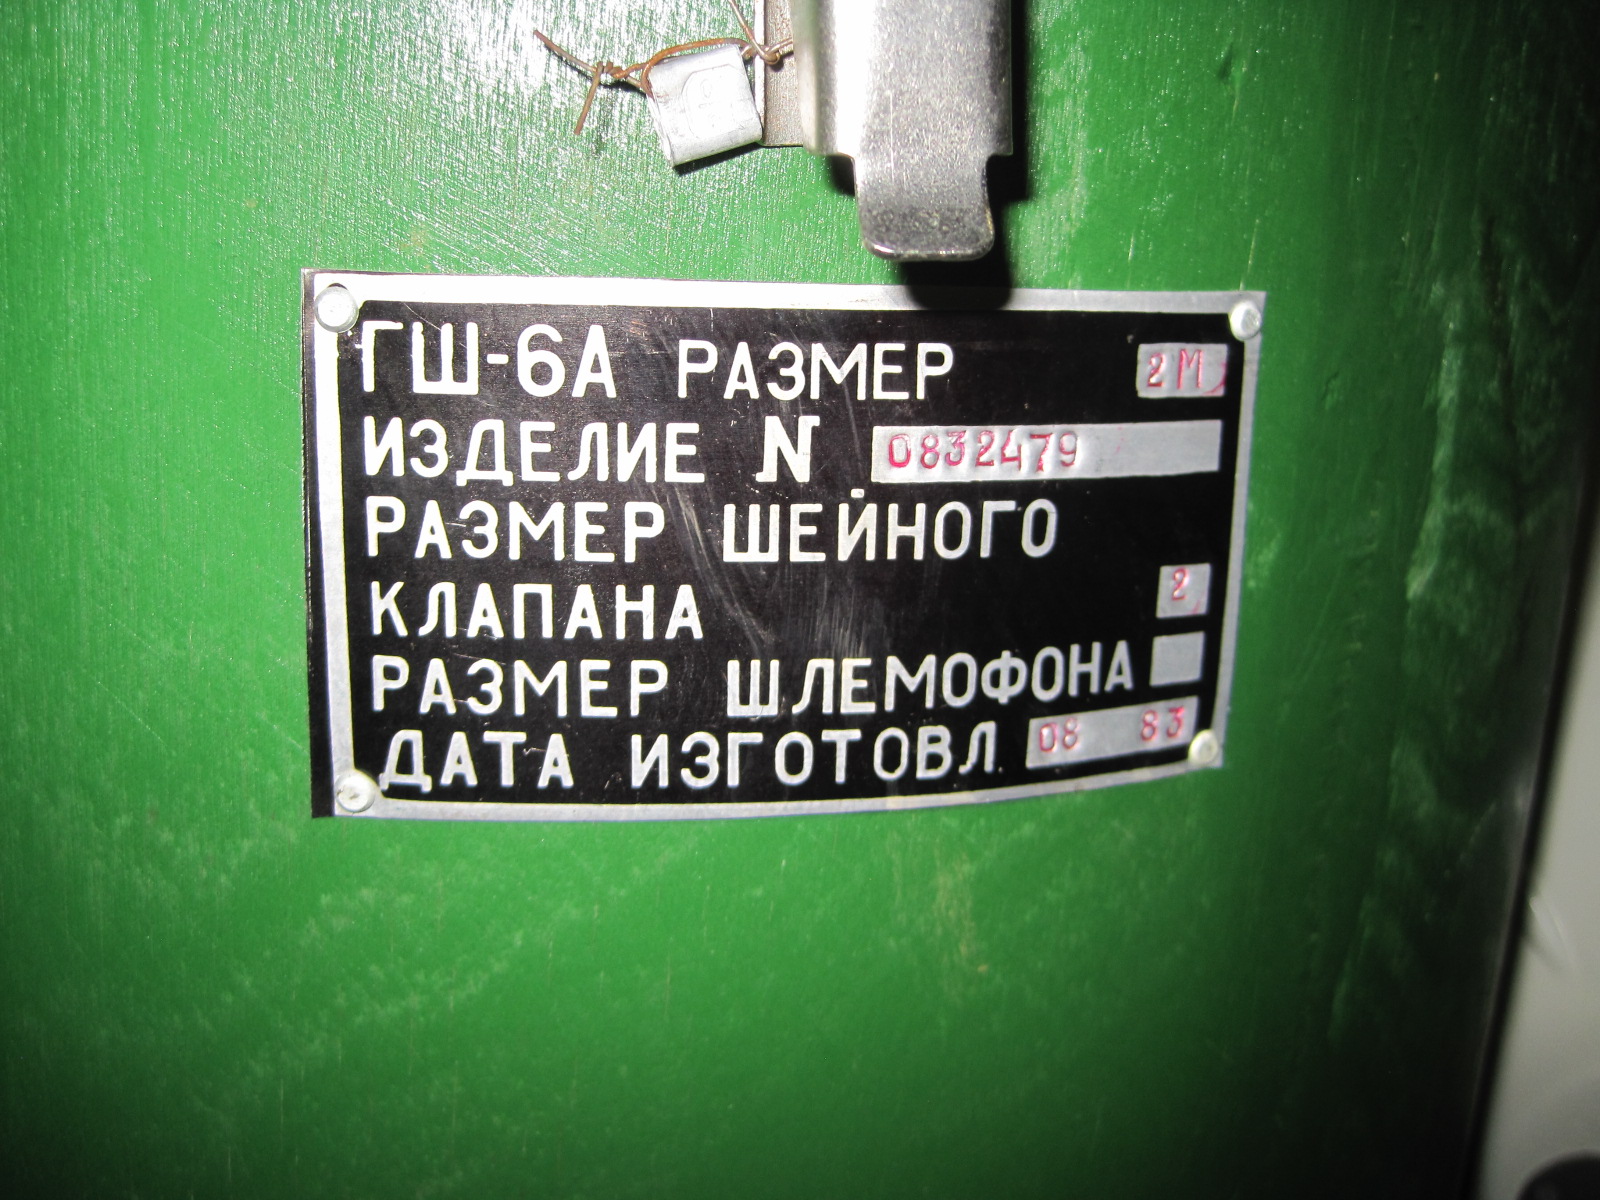 ГШ-6А РАЗМЕР 2М
ИЗДЕЛИЕ N 0832479
РАЗМЕР ШЕЙНОГО
КЛАПАНА 2
РАЗМЕР ШЛЕМОФОНА
ДАТА ИЗГОТОВЛ. 08 83